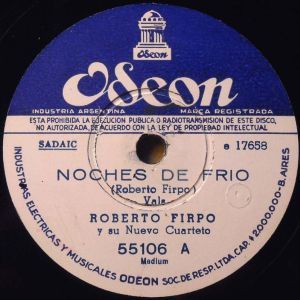 Odeon
Odeon
INDUSTRIA ARGENTINA MARCA REGISTRADA
ESTA PROHIBIDA LA EJECUCION PUBLICA O RADIOTRANSMISION DE ESTE DISCO,
NO AUTORIZADA, DE ACUERDO CON LA LEY DE PROPIEDAD INTELECTUAL
SADAIC e 17658
NOCHES DE FRIO
(Roberto Firpo)
Vals
ROBERTO FIRPO
y su Nuevo Cuarteto
55106 A
Medium
INDUSTRIAS ELECTRICAS Y MUSICALES ODEON SOC. DE RESP. LTDA. CAP. $ 2.000.000 - B. AIRES